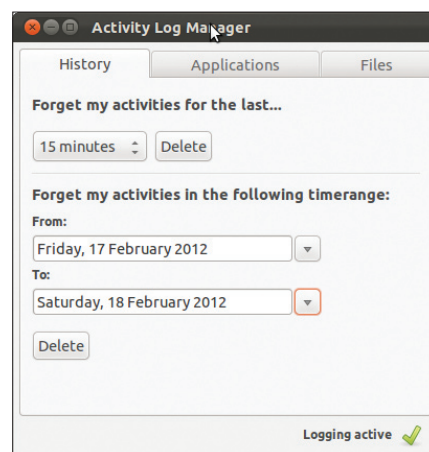 Activity Log Manager
History Applications Files
Forget my activities for the last...
15 minutes Delete
Forget my activities in the following timerange:
From:
Friday, 17 February 2012
To:
Saturday, 18 February 2012
Delete
Logging active